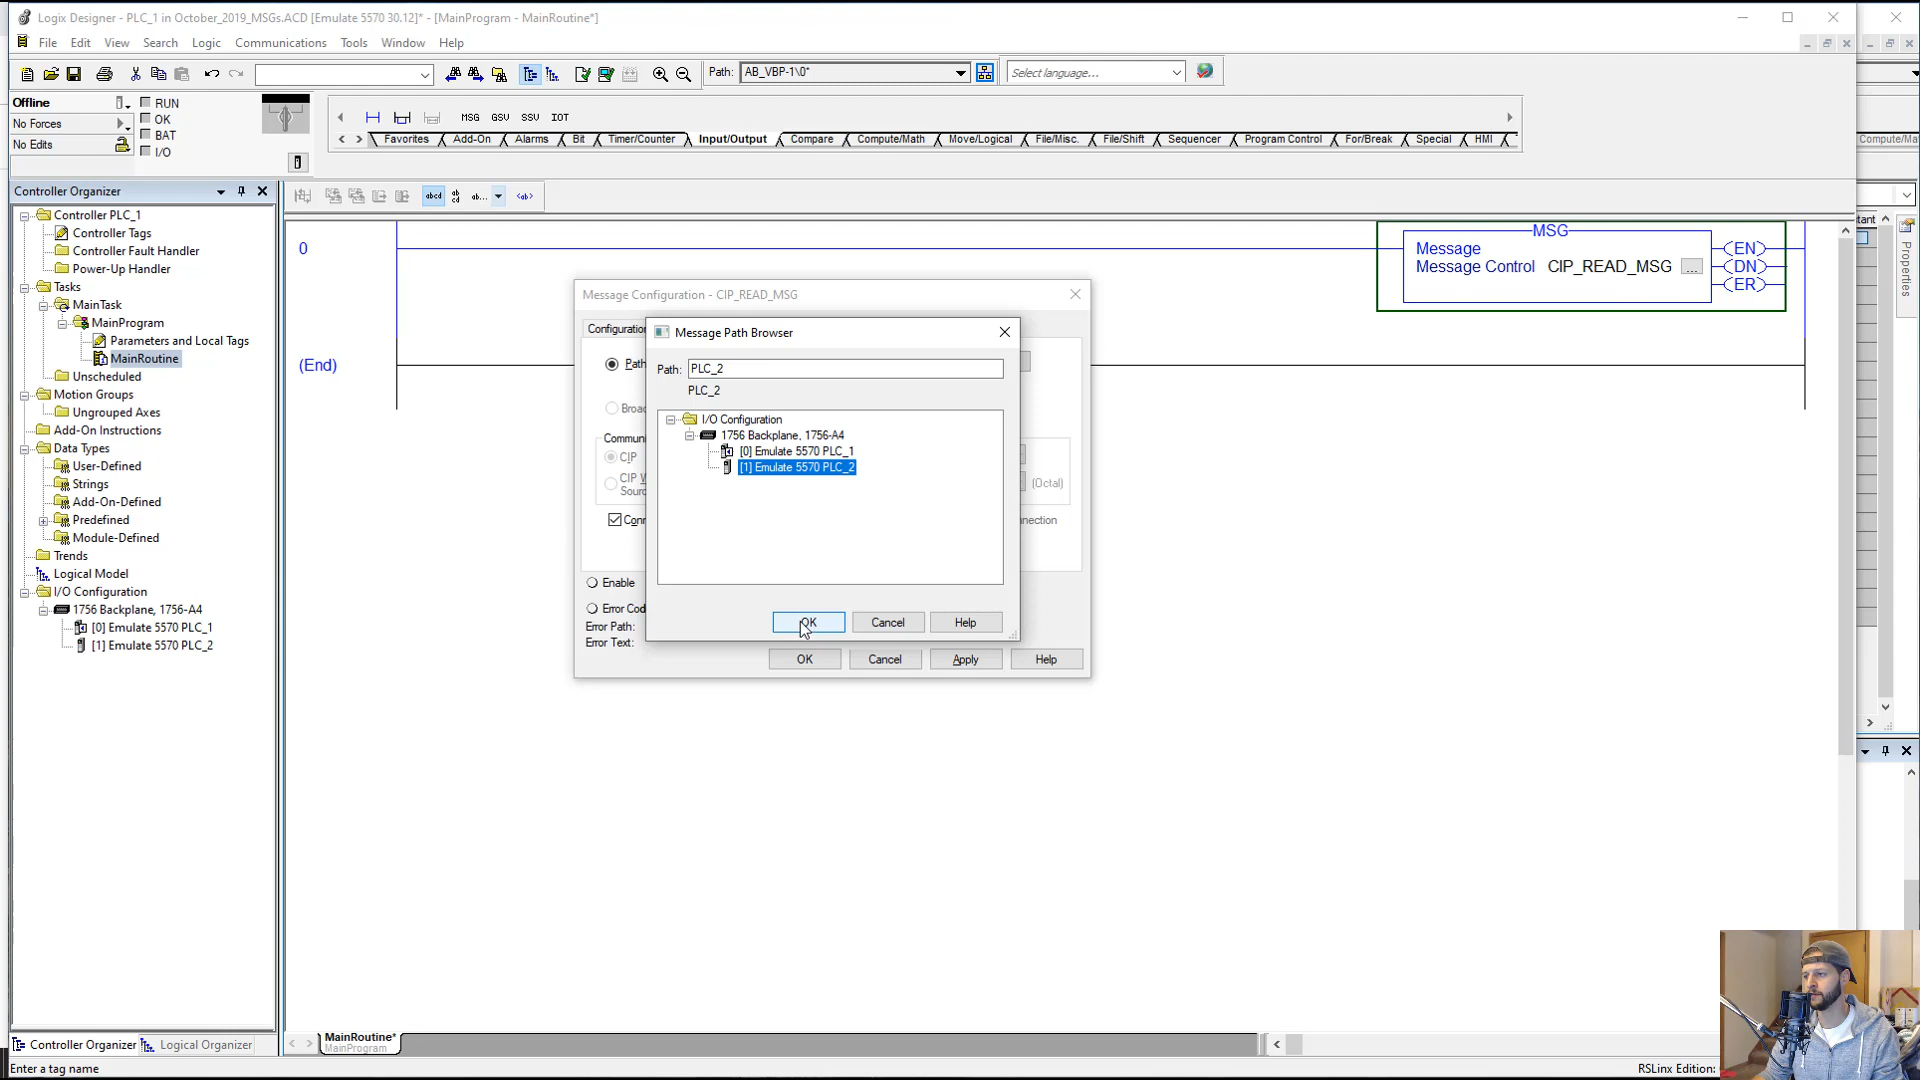 Logix Designer - PLC_1 in October_2019_MSGs.ACD [Emulate 5570 30.12]* - [MainProgram - MainRoutine*]
File Edit View Search Logic Communications Tools Window Help
Path: AB_VBP-1\0* Select language...
Offline RUN
No Forces OK
No Edits BAT
I/O
MSG GSV SSV IOT
Favorites Add-On Alarms Bit Timer/Counter Input/Output Compare Compute/Math Move/Logical File/Misc. File/Shift Sequencer Program Control For/Break Special HMI
Controller Organizer
Controller PLC_1
Controller Tags
Controller Fault Handler
Power-Up Handler
Tasks
MainTask
MainProgram
Parameters and Local Tags
MainRoutine
Unscheduled
Motion Groups
Ungrouped Axes
Add-On Instructions
Data Types
User-Defined
Strings
Add-On-Defined
Predefined
Module-Defined
Trends
Logical Model
I/O Configuration
1756 Backplane, 1756-A4
[0] Emulate 5570 PLC_1
[1] Emulate 5570 PLC_2
Controller Organizer Logical Organizer
Enter a tag name
abcd ab cd ab... <ab>
0
(End)
MSG
Message
Message Control CIP_READ_MSG ...
EN
DN
ER
Message Configuration - CIP_READ_MSG
Configuration
Path
CIP
(Octal)
Enable
Error Path:
Error Text:
OK Cancel Apply Help
Message Path Browser
Path: PLC_2
PLC_2
I/O Configuration
1756 Backplane, 1756-A4
[0] Emulate 5570 PLC_1
[1] Emulate 5570 PLC_2
OK Cancel Help
MainRoutine*
MainProgram
Properties
RSLinx Edition: